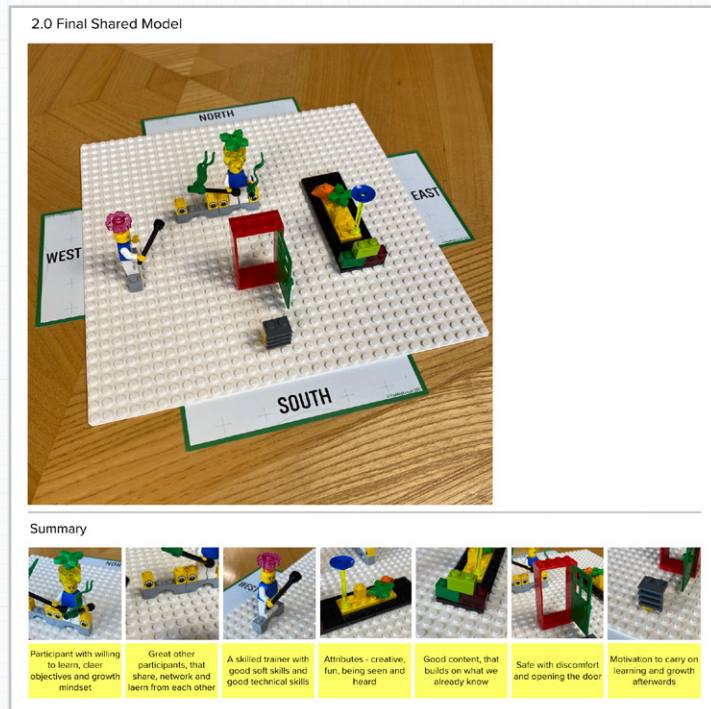 2.0 Final Shared Model
NORTH
EAST
WEST
SOUTH
Summary
Participant with willing
to learn, claer
objectives and growth
mindset
Great other
participants, that
share, network and
laern from each other
A skilled trainer with
good soft skills and
good technical skills
Attributes - creative,
fun, being seen and
heard
Good content, that
builds on what we
already know
Safe with discomfort
and opening the door
Motivation to carry on
learning and growth
afterwards